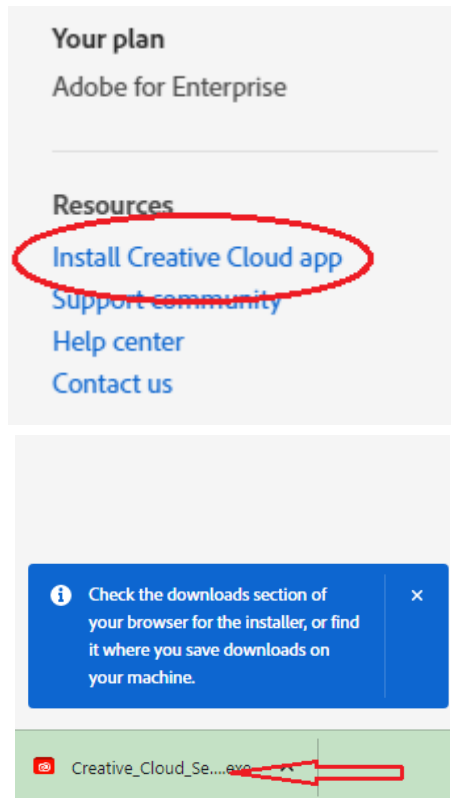 Your plan
Adobe for Enterprise
Resources
Install Creative Cloud app
Support community
Help center
Contact us
Check the downloads section of
your browser for the installer, or find
it where you save downloads on
your machine.
Creative_Cloud_Se....exe